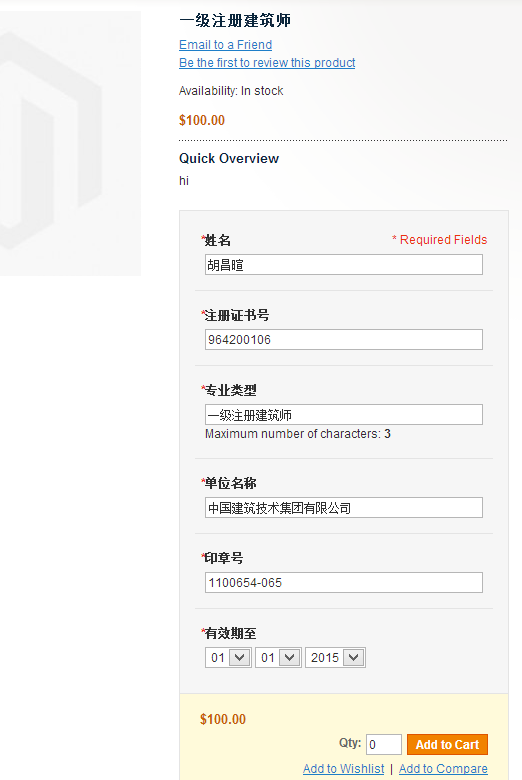 一级注册建筑师
Email to a Friend
Be the first to review this product
Availability: In stock
$100.00
Quick Overview
hi
*姓名
* Required Fields
胡昌暄
*注册证书号
964200106
*专业类型
一级注册建筑师
Maximum number of characters: 3
*单位名称
中国建筑技术集团有限公司
*印章号
1100654-065
*有效期至
01 01 2015
$100.00
Qty: 0 Add to Cart
Add to Wishlist | Add to Compare